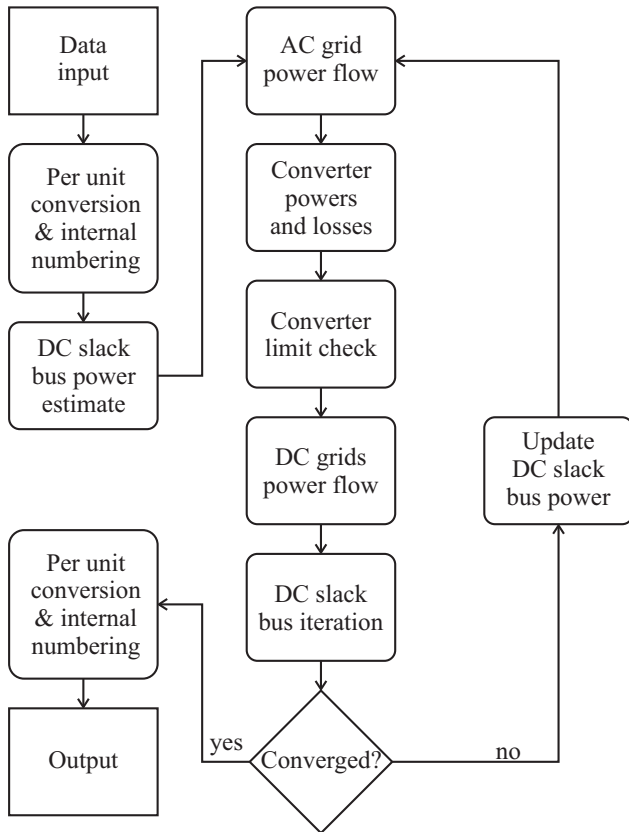 Data
input
Per unit
conversion
& internal
numbering
DC slack
bus power
estimate
AC grid
power flow
Converter
powers
and losses
Converter
limit check
DC grids
power flow
DC slack
bus iteration
Converged?
yes
no
Update
DC slack
bus power
Per unit
conversion
& internal
numbering
Output